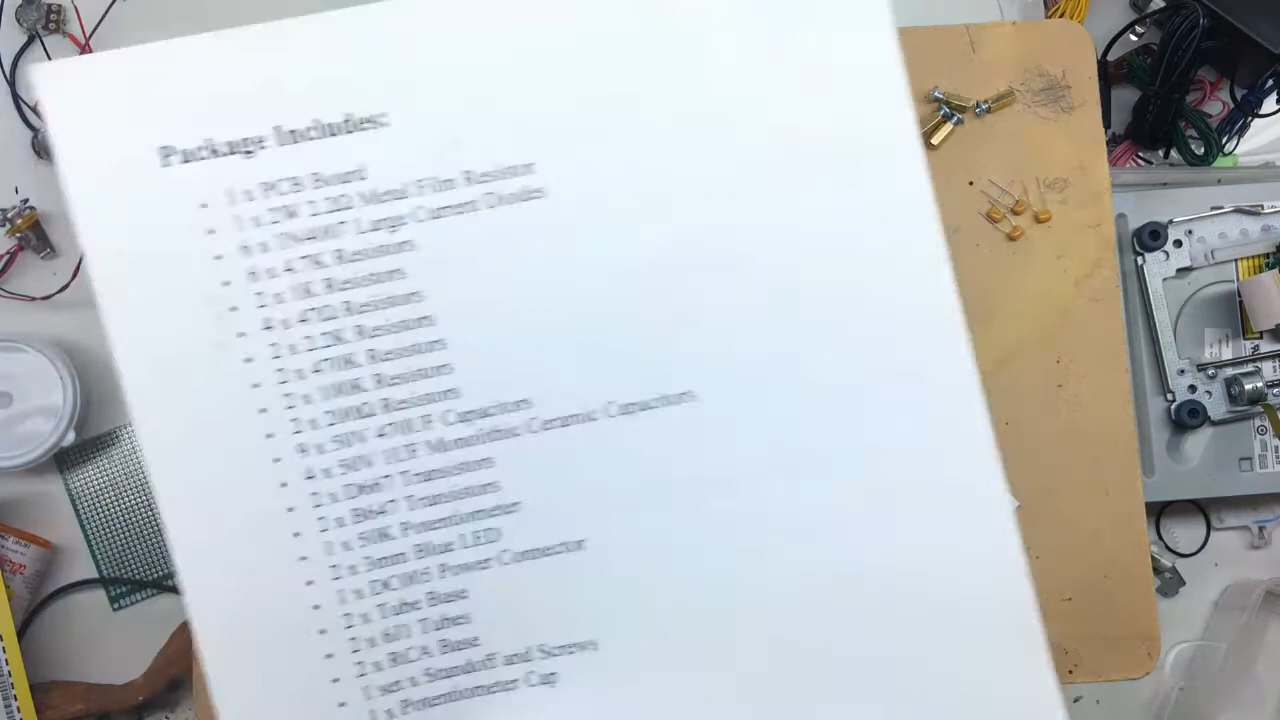 Package Includes:
- 1 x PCB Board
- 1 x 2W 2.2Ω Metal Film Resistor
- x 1N4007 Large Current Diodes
- x 4.7K Resistors
- 2 x 1K Resistors
- 4 x 47Ω Resistors
- 2 x 2.2K Resistors
- 2 x 470K Resistors
- 2 x 100K Resistors
- 2 x 200Ω Resistors
- 9 x 50V 470UF Capacitors
- 4 x 50V 1UF Monolithic Ceramic Capacitors
- 2 x D667 Transistors
- 2 x B647 Transistors
- 1 x 50K Potentiometer
- 2 x 3mm Blue LED
- 1 x DC005 Power Connector
- 2 x Tube Base
- 2 x 6J1 Tubes
- 2 x RCA Base
- 1 set x Standoff and Screws
- 1 x Potentiometer Cap